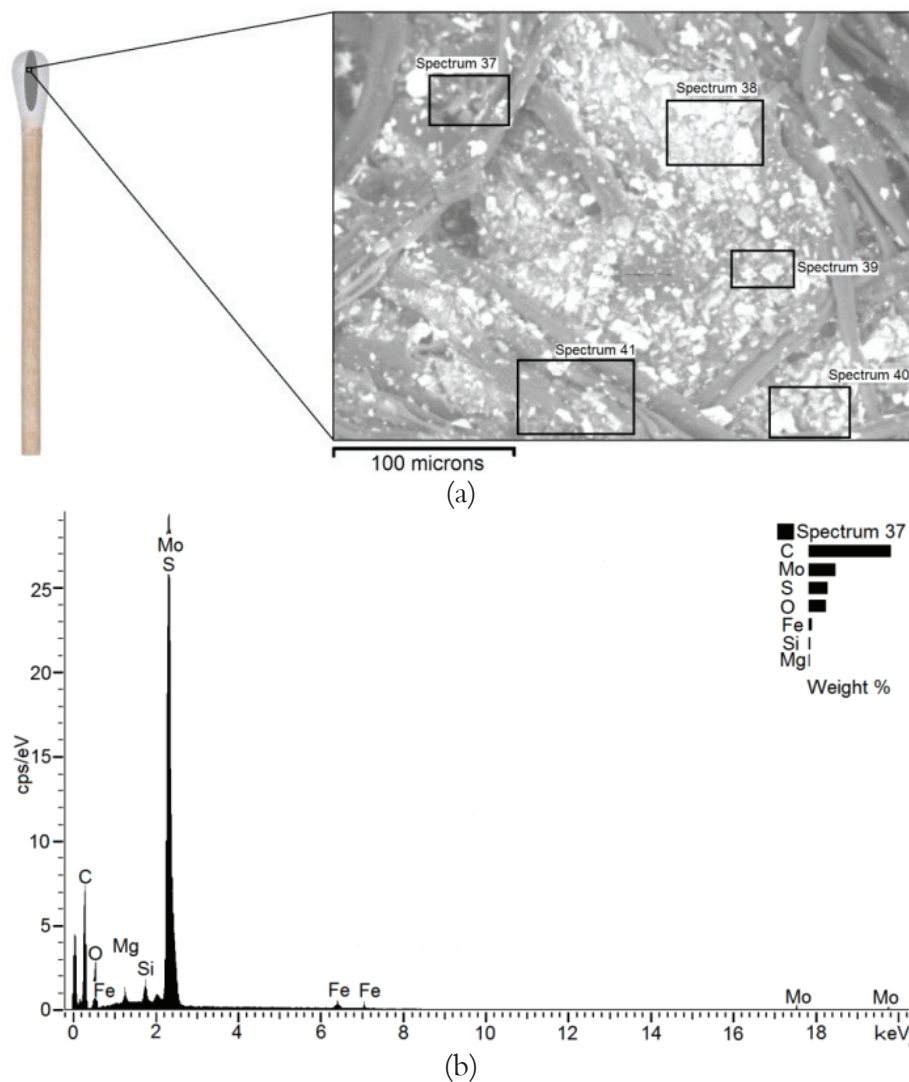 Spectrum 37
Spectrum 38
Spectrum 39
Spectrum 41
Spectrum 40
100 microns
(a)
Spectrum 37
C
Mo
S
O
Fe
Si
Mg
Weight %
Mo
S
25
20
15
10
5
0
cps/eV
C
O
Fe
Mg
Si
Fe
Fe
Mo
Mo
0
2
4
6
8
10
12
14
16
18
keV
(b)